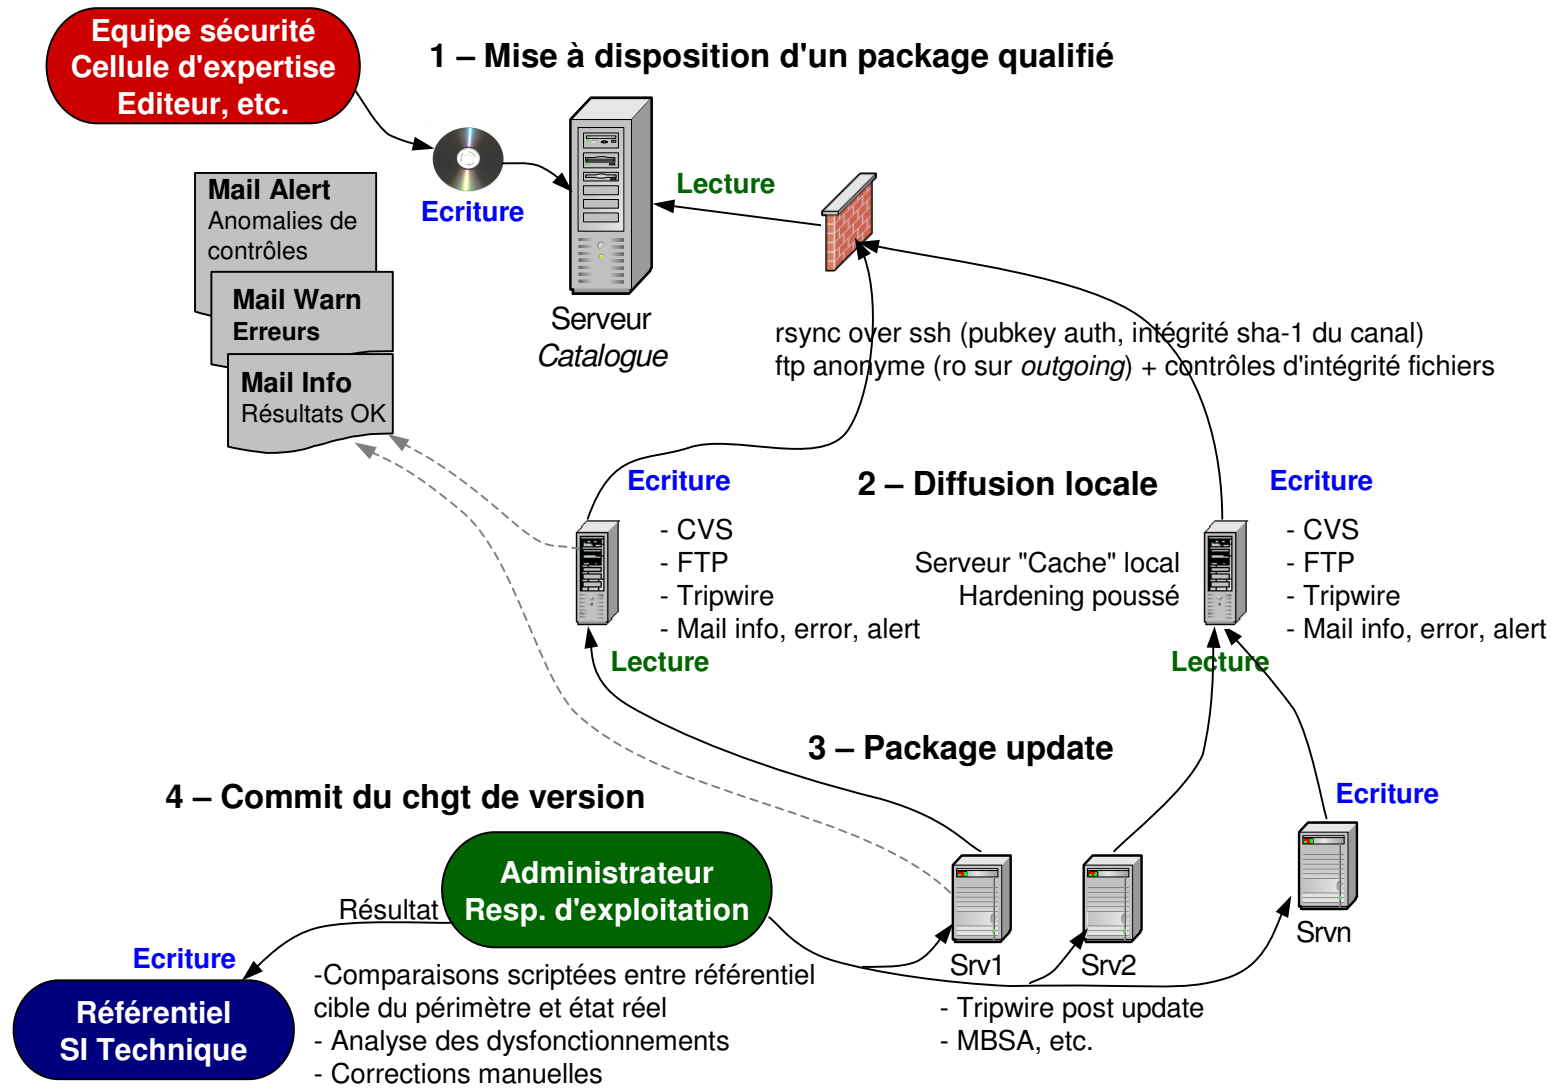 Equipe sécurité
Cellule d'expertise
Editeur, etc.
1 – Mise à disposition d'un package qualifié
Mail Alert
Anomalies de
contrôles
Mail Warn
Erreurs
Mail Info
Résultats OK
Ecriture
Lecture
Serveur
Catalogue
rsync over ssh (pubkey auth, intégrité sha-1 du canal)
ftp anonyme (ro sur outgoing) + contrôles d'intégrité fichiers
Ecriture
- CVS
- FTP
- Tripwire
- Mail info, error, alert
Lecture
2 – Diffusion locale
Serveur "Cache" local
Hardening poussé
Ecriture
- CVS
- FTP
- Tripwire
- Mail info, error, alert
Lecture
3 – Package update
Ecriture
4 – Commit du chgt de version
Administrateur
Resp. d'exploitation
Résultat
Ecriture
Référentiel
SI Technique
-Comparaisons scriptées entre référentiel
cible du périmètre et état réel
- Analyse des dysfonctionnements
- Corrections manuelles
Srv1
Srv2
Srvn
- Tripwire post update
- MBSA, etc.